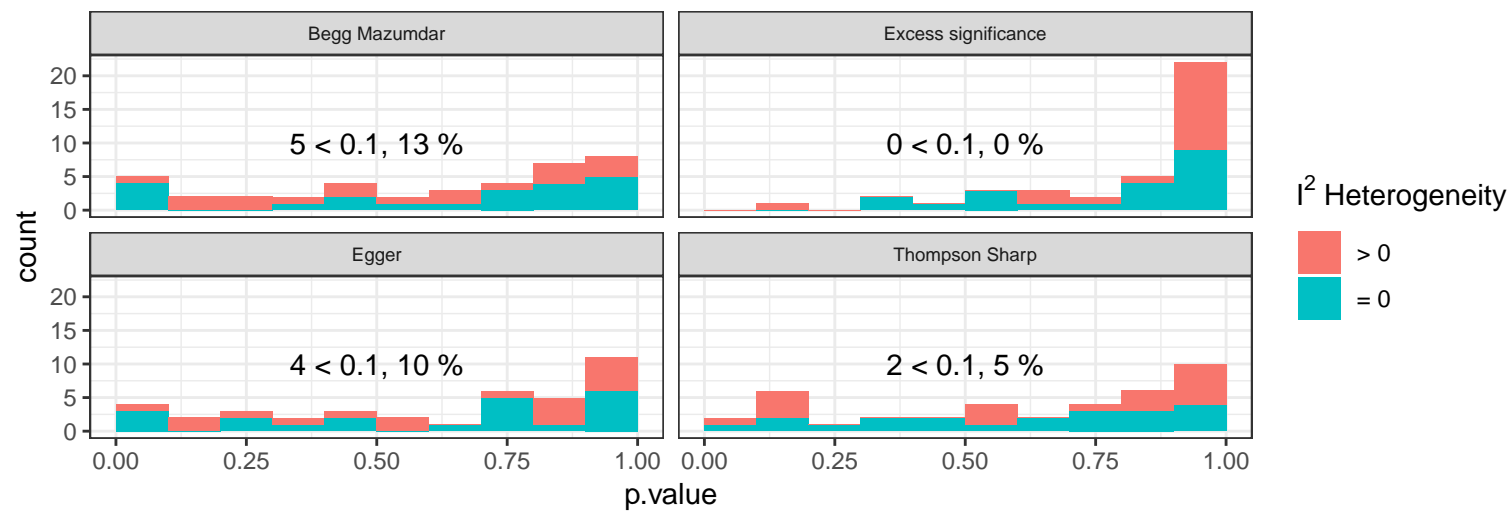 Begg Mazumdar
Excess significance
20
15
10
5
0
5 < 0.1, 13 %
0 < 0.1, 0 %
count
Egger
Thompson Sharp
20
15
10
5
0
4 < 0.1, 10 %
2 < 0.1, 5 %
0.00 0.25 0.50 0.75 1.00
0.00 0.25 0.50 0.75 1.00
p.value
I² Heterogeneity
> 0
= 0